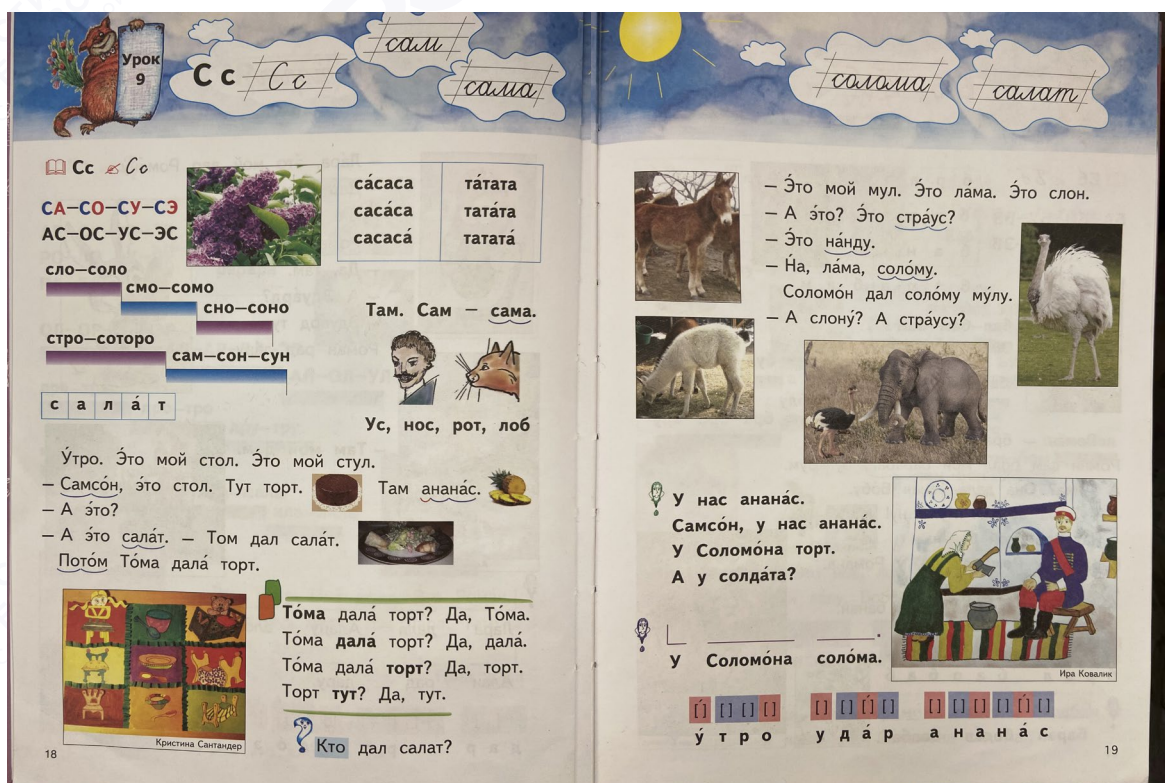 Урок
9
С с С с
сам
сама
Сс Сс
СА–СО–СУ–СЭ
АС–ОС–УС–ЭС
са́саса та́тата
саса́са тата́та
сасаса́ татата́
сло–соло
смо–сомо
сно–соно
стро–соторо
сам–сон–сун
с а л а́ т
Там. Сам – сама.
Ус, нос, рот, лоб
У́тро. Э́то мой стол. Э́то мой стул.
– Самсо́н, э́то стол. Тут торт. Там анана́с.
– А э́то?
– А э́то сала́т. – Том дал сала́т.
Пото́м То́ма дала́ торт.
То́ма дала́ торт? Да, То́ма.
То́ма дала́ торт? Да, дала́.
То́ма дала́ торт? Да, торт.
Торт тут? Да, тут.
Кто дал салат?
Кристина Сантандер
18
солома
салат
– Э́то мой мул. Э́то ла́ма. Э́то слон.
– А э́то? Э́то стра́ус?
– Э́то на́нду.
– На́, ла́ма, соло́му.
Соломо́н дал соло́му му́лу.
– А слону́? А стра́усу?
У нас анана́с.
Самсо́н, у нас анана́с.
У Соломо́на торт.
А у солда́та?
У Соломо́на соло́ма.
Ира Ковалик
[′] [ ] [ ] [ ] [ ] [ ] [′] [ ] [ ] [ ] [ ] [′] [ ]
у́ т р о у д а́ р а н а н а́ с
19